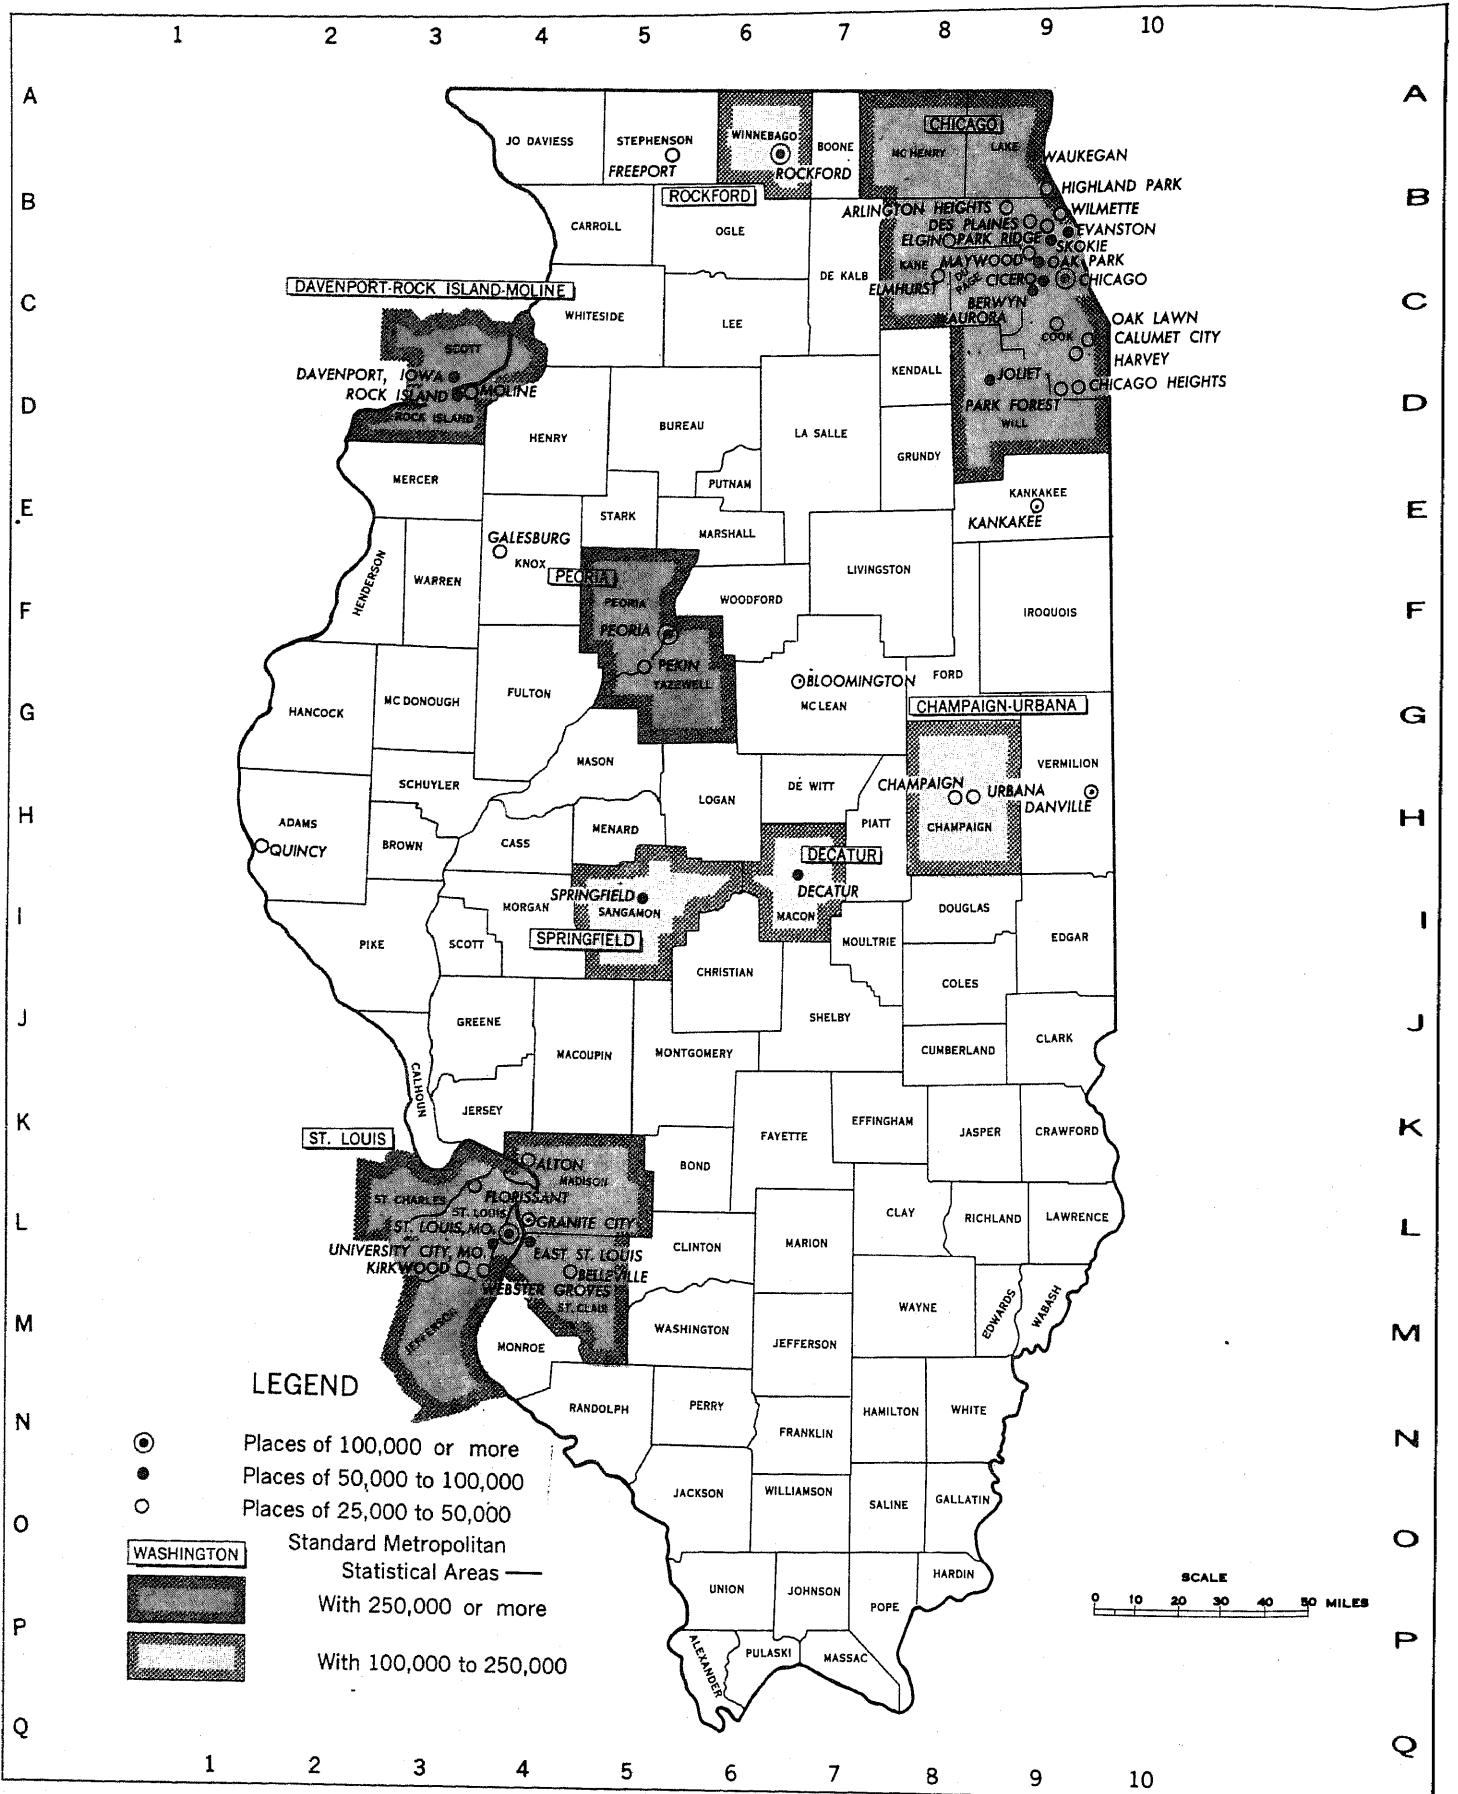 1 2 3 4 5 6 7 8 9 10
A A
JO DAVIESS
STEPHENSON
FREEPORT
WINNEBAGO
ROCKFORD
BOONE
CHICAGO
MC HENRY
LAKE
WAUKEGAN
HIGHLAND PARK
B B
ROCKFORD
CARROLL
OGLE
ARLINGTON HEIGHTS
WILMETTE
DES PLAINES
EVANSTON
ELGIN
PARK RIDGE
SKOKIE
KANE
DU PAGE
MAYWOOD
OAK PARK
DE KALB
ELMHURST
CICERO
CHICAGO
BERWYN
AURORA
DAVENPORT-ROCK ISLAND-MOLINE
C C
WHITESIDE
LEE
OAK LAWN
COOK
CALUMET CITY
HARVEY
SCOTT
DAVENPORT, IOWA
ROCK ISLAND
MOLINE
ROCK ISLAND
KENDALL
JOLIET
CHICAGO HEIGHTS
PARK FOREST
WILL
D D
HENRY
BUREAU
LA SALLE
GRUNDY
MERCER
PUTNAM
E E
STARK
MARSHALL
KANKAKEE
KANKAKEE
GALESBURG
KNOX
HENDERSON
WARREN
PEORIA
PEORIA
PEORIA
WOODFORD
LIVINGSTON
IROQUOIS
F F
PEKIN
TAZEWELL
BLOOMINGTON
MC LEAN
FORD
HANCOCK
MC DONOUGH
FULTON
G G
CHAMPAIGN-URBANA
MASON
SCHUYLER
LOGAN
DE WITT
PIATT
CHAMPAIGN
URBANA
CHAMPAIGN
VERMILION
DANVILLE
H H
ADAMS
QUINCY
BROWN
CASS
MENARD
DECATUR
DECATUR
MACON
I I
PIKE
SCOTT
MORGAN
SPRINGFIELD
SANGAMON
SPRINGFIELD
CHRISTIAN
MOULTRIE
DOUGLAS
EDGAR
COLES
J J
GREENE
MACOUPIN
MONTGOMERY
SHELBY
CUMBERLAND
CLARK
CALHOUN
JERSEY
K K
ST. LOUIS
FAYETTE
EFFINGHAM
JASPER
CRAWFORD
BOND
ALTON
MADISON
ST. CHARLES
FLORISSANT
ST. LOUIS
ST. LOUIS, MO.
GRANITE CITY
L L
UNIVERSITY CITY, MO.
EAST ST. LOUIS
KIRKWOOD
BELLEVILLE
WEBSTER GROVES
ST. CLAIR
CLINTON
MARION
CLAY
RICHLAND
LAWRENCE
M M
JEFFERSON
MONROE
WASHINGTON
JEFFERSON
WAYNE
EDWARDS
WABASH
N N
RANDOLPH
PERRY
FRANKLIN
HAMILTON
WHITE
LEGEND
Places of 100,000 or more
Places of 50,000 to 100,000
Places of 25,000 to 50,000
WASHINGTON
Standard Metropolitan
Statistical Areas
With 250,000 or more
With 100,000 to 250,000
JACKSON
WILLIAMSON
SALINE
GALLATIN
O O
UNION
JOHNSON
POPE
HARDIN
P P
ALEXANDER
PULASKI
MASSAC
SCALE
0 10 20 30 40 50 MILES
Q Q
1 2 3 4 5 6 7 8 9 10